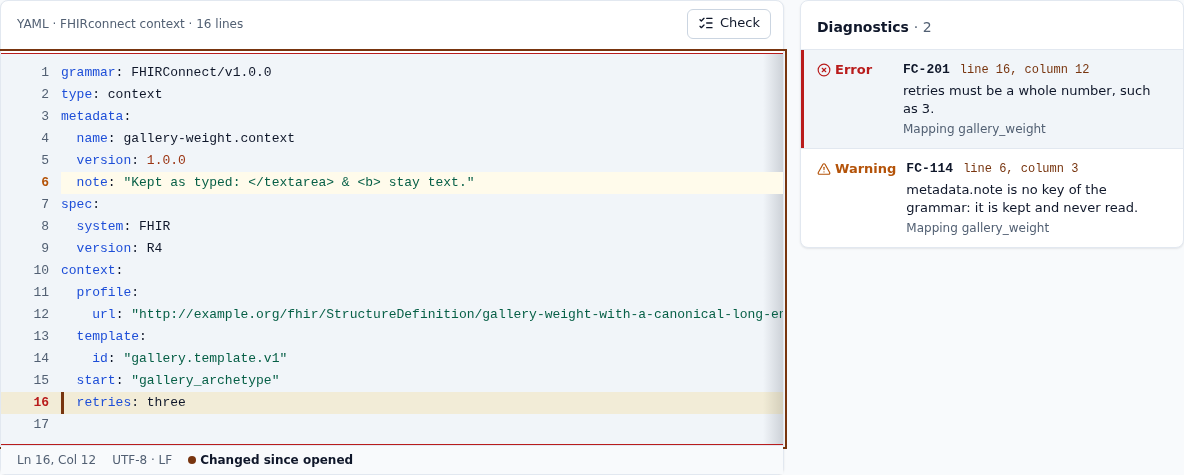 YAML · FHIRconnect context · 16 lines
Check
1 grammar: FHIRConnect/v1.0.0
2 type: context
3 metadata:
4   name: gallery-weight.context
5   version: 1.0.0
6   note: "Kept as typed: </textarea> & <b> stay text."
7 spec:
8   system: FHIR
9   version: R4
10 context:
11   profile:
12     url: "http://example.org/fhir/StructureDefinition/gallery-weight-with-a-canonical-long-
13   template:
14     id: "gallery.template.v1"
15   start: "gallery_archetype"
16   retries: three
17
Ln 16, Col 12 UTF-8 · LF Changed since opened
Diagnostics · 2
Error FC-201 line 16, column 12
retries must be a whole number, such
as 3.
Mapping gallery_weight
Warning FC-114 line 6, column 3
metadata.note is no key of the
grammar: it is kept and never read.
Mapping gallery_weight